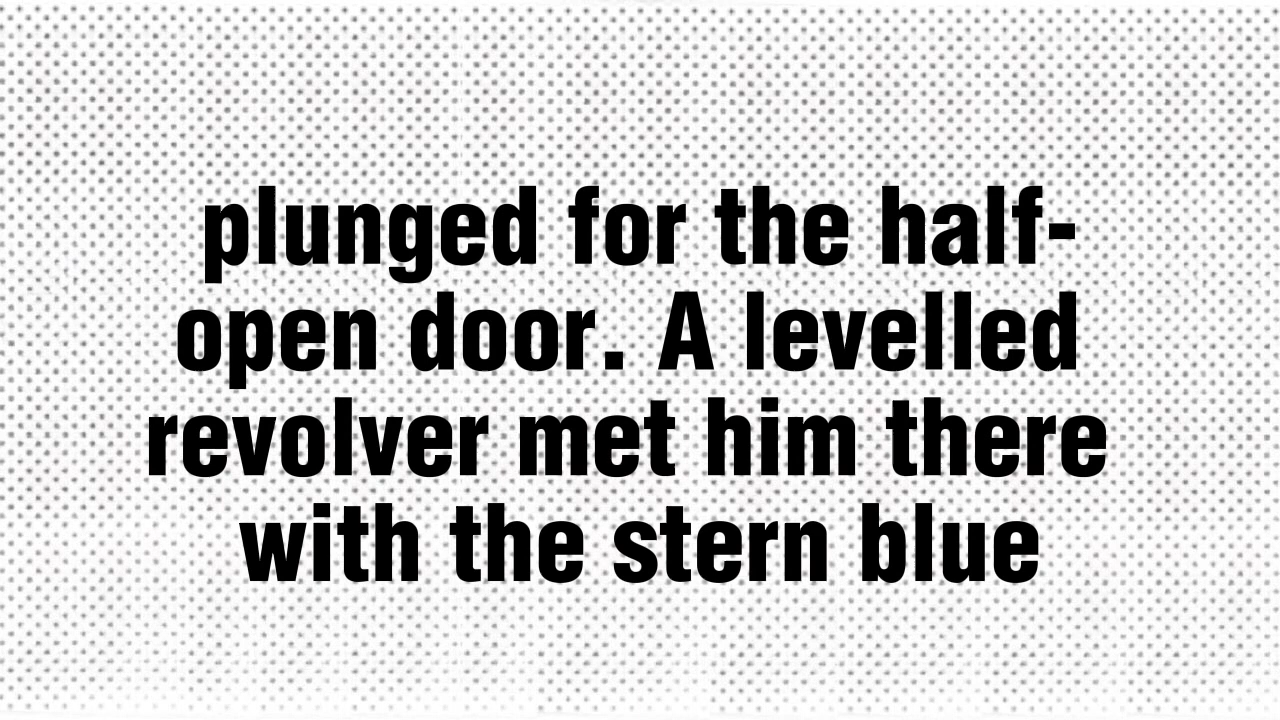 plunged for the half-
open door. A levelled
revolver met him there
with the stern blue